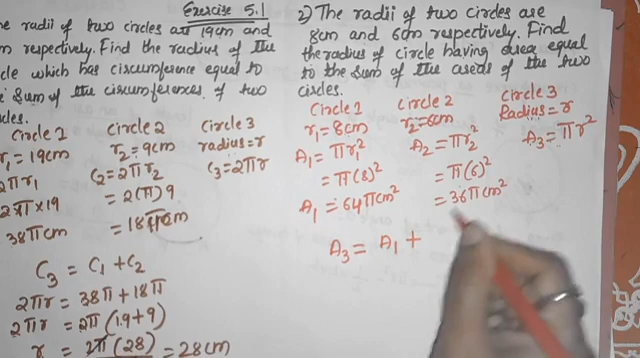 Exercise 5.1
e radii of two circles are 19cm and
m respectively. Find the radius of the
cle which has circumference equal to
e sum of the circumferences of two
cles.
Circle 1
r₁ = 19cm
2πr₁
2π×19
38πcm
Circle 2
r₂ = 9cm
C₂ = 2πr₂
= 2(π)9
= 18πcm
Circle 3
radius = r
C₃ = 2πr
C₃ = C₁ + C₂
2πr = 38π + 18π
2πr = 2π(19+9)
r = 2π(28) = 28cm
2) The radii of two circles are
8cm and 6cm respectively. Find
the radius of circle having area equal
to the sum of the areas of the two
circles.
Circle 1
r₁ = 8cm
A₁ = πr₁²
= π(8)²
A₁ = 64πcm²
Circle 2
r₂ = 6cm
A₂ = πr₂²
= π(6)²
= 36πcm²
Circle 3
Radius = r
A₃ = πr²
A₃ = A₁ +